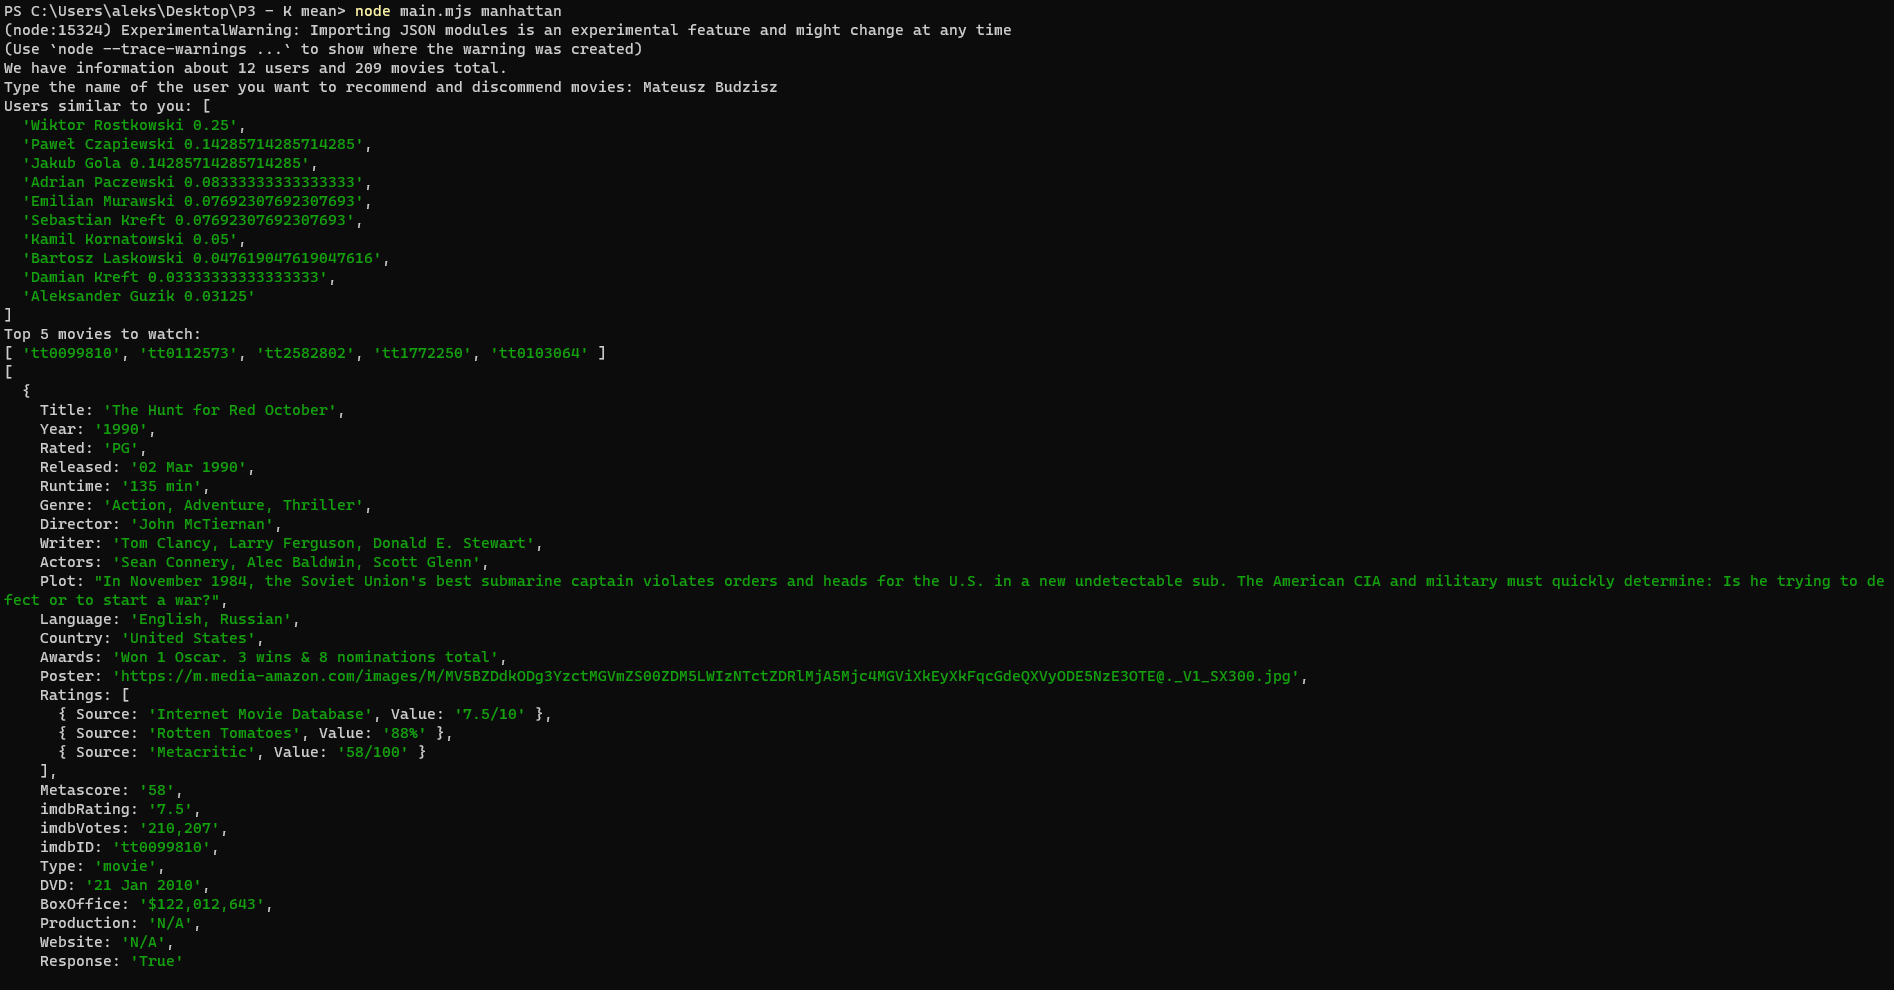 PS C:\Users\aleks\Desktop\P3 - K mean> node main.mjs manhattan
(node:15324) ExperimentalWarning: Importing JSON modules is an experimental feature and might change at any time
(Use `node --trace-warnings ...` to show where the warning was created)
We have information about 12 users and 209 movies total.
Type the name of the user you want to recommend and discommend movies: Mateusz Budzisz
Users similar to you: [
  'Wiktor Rostkowski 0.25',
  'Paweł Czapiewski 0.14285714285714285',
  'Jakub Gola 0.14285714285714285',
  'Adrian Paczewski 0.08333333333333333',
  'Emilian Murawski 0.07692307692307693',
  'Sebastian Kreft 0.07692307692307693',
  'Kamil Kornatowski 0.05',
  'Bartosz Laskowski 0.047619047619047616',
  'Damian Kreft 0.03333333333333333',
  'Aleksander Guzik 0.03125'
]
Top 5 movies to watch:
[ 'tt0099810', 'tt0112573', 'tt2582802', 'tt1772250', 'tt0103064' ]
[
  {
    Title: 'The Hunt for Red October',
    Year: '1990',
    Rated: 'PG',
    Released: '02 Mar 1990',
    Runtime: '135 min',
    Genre: 'Action, Adventure, Thriller',
    Director: 'John McTiernan',
    Writer: 'Tom Clancy, Larry Ferguson, Donald E. Stewart',
    Actors: 'Sean Connery, Alec Baldwin, Scott Glenn',
    Plot: "In November 1984, the Soviet Union's best submarine captain violates orders and heads for the U.S. in a new undetectable sub. The American CIA and military must quickly determine: Is he trying to de
fect or to start a war?",
    Language: 'English, Russian',
    Country: 'United States',
    Awards: 'Won 1 Oscar. 3 wins & 8 nominations total',
    Poster: 'https://m.media-amazon.com/images/M/MV5BZDdkODg3YzctMGVmZS00ZDM5LWIzNTctZDRlMjA5Mjc4MGViXkEyXkFqcGdeQXVyODE5NzE3OTE@._V1_SX300.jpg',
    Ratings: [
      { Source: 'Internet Movie Database', Value: '7.5/10' },
      { Source: 'Rotten Tomatoes', Value: '88%' },
      { Source: 'Metacritic', Value: '58/100' }
    ],
    Metascore: '58',
    imdbRating: '7.5',
    imdbVotes: '210,207',
    imdbID: 'tt0099810',
    Type: 'movie',
    DVD: '21 Jan 2010',
    BoxOffice: '$122,012,643',
    Production: 'N/A',
    Website: 'N/A',
    Response: 'True'